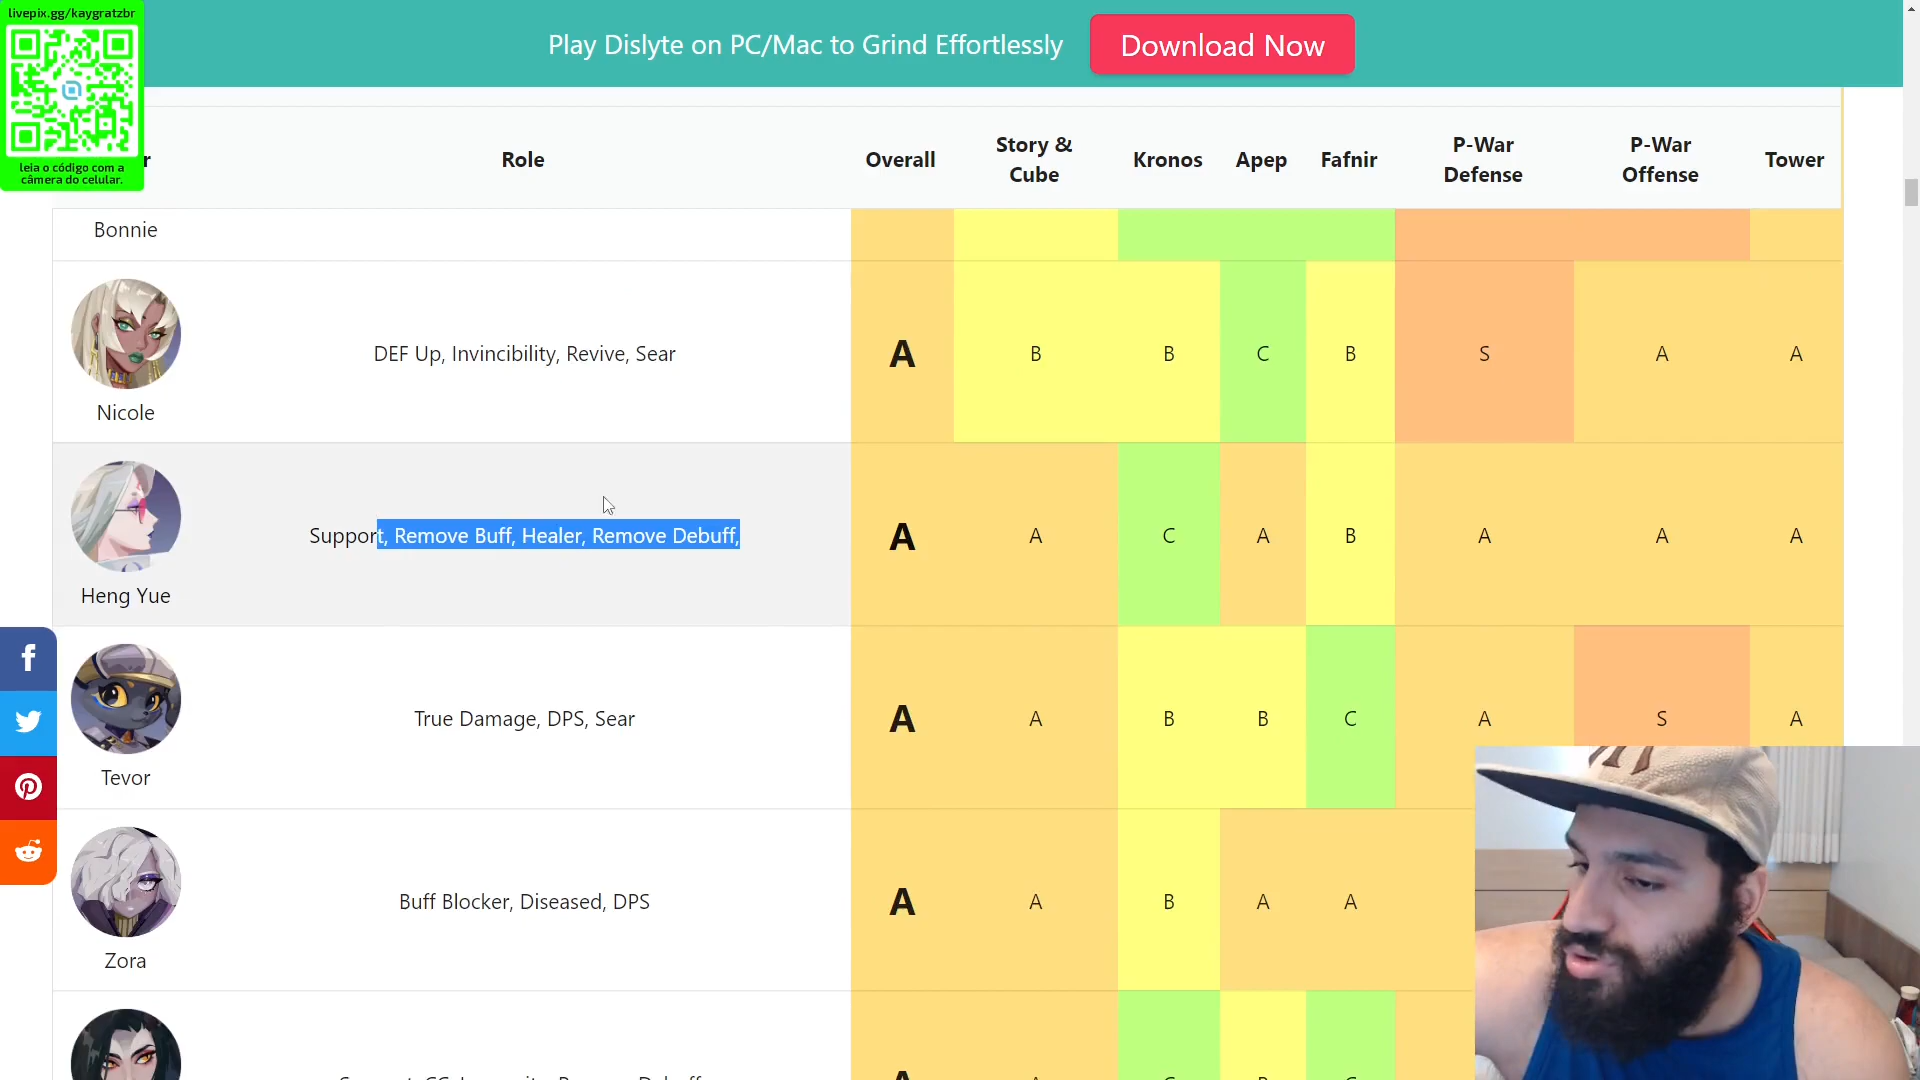 livepix.gg/kaygratzbr
leia o código com a
câmera do celular.
Play Dislyte on PC/Mac to Grind Effortlessly
Download Now
Role
Overall
Story &
Cube
Kronos
Apep
Fafnir
P-War
Defense
P-War
Offense
Tower
Bonnie
Nicole
DEF Up, Invincibility, Revive, Sear
A
B
B
C
B
S
A
A
Heng Yue
Support, Remove Buff, Healer, Remove Debuff,
A
A
C
A
B
A
A
A
Tevor
True Damage, DPS, Sear
A
A
B
B
C
A
S
A
Zora
Buff Blocker, Diseased, DPS
A
A
B
A
A